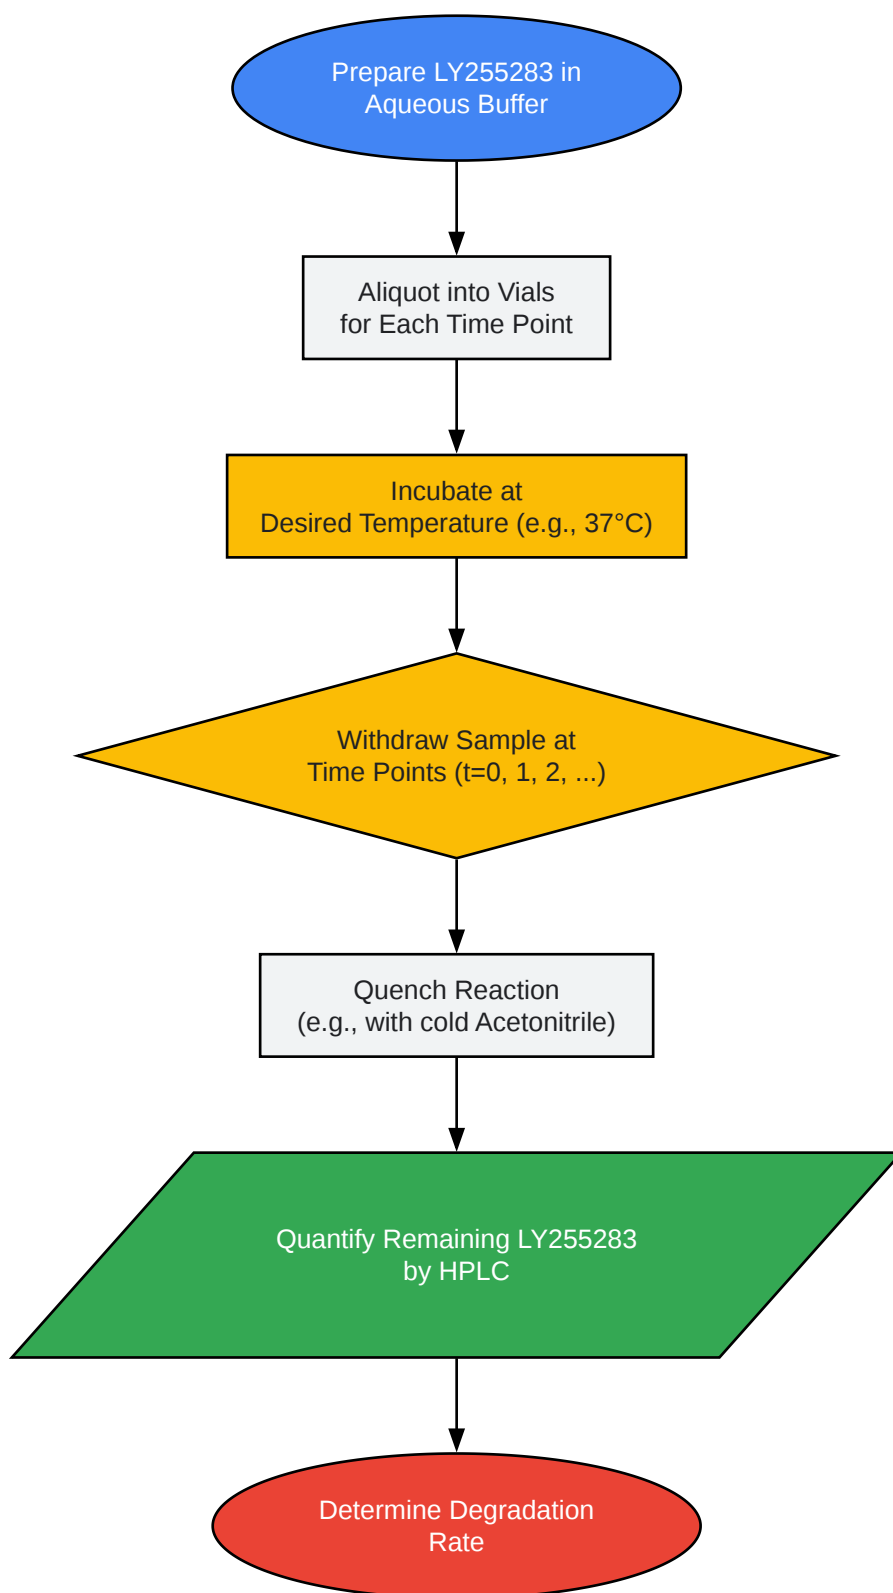 Prepare LY255283 in
Aqueous Buffer
Aliquot into Vials
for Each Time Point
Incubate at
Desired Temperature (e.g., 37°C)
Withdraw Sample at
Time Points (t=0, 1, 2, ...)
Quench Reaction
(e.g., with cold Acetonitrile)
Quantify Remaining LY255283
by HPLC
Determine Degradation
Rate